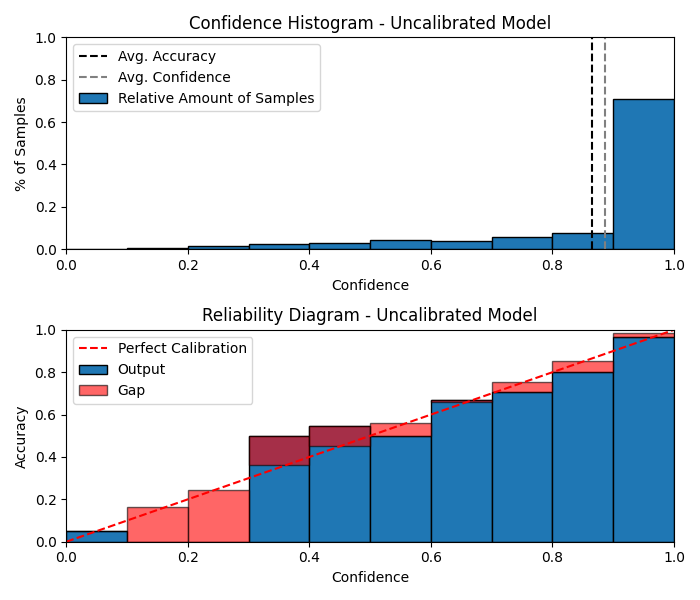 Confidence Histogram - Uncalibrated Model
1.0
0.8
0.6
0.4
0.2
0.0
% of Samples
Avg. Accuracy
Avg. Confidence
Relative Amount of Samples
0.0 0.2 0.4 0.6 0.8 1.0
Confidence
Reliability Diagram - Uncalibrated Model
1.0
0.8
0.6
0.4
0.2
0.0
Accuracy
Perfect Calibration
Output
Gap
0.0 0.2 0.4 0.6 0.8 1.0
Confidence